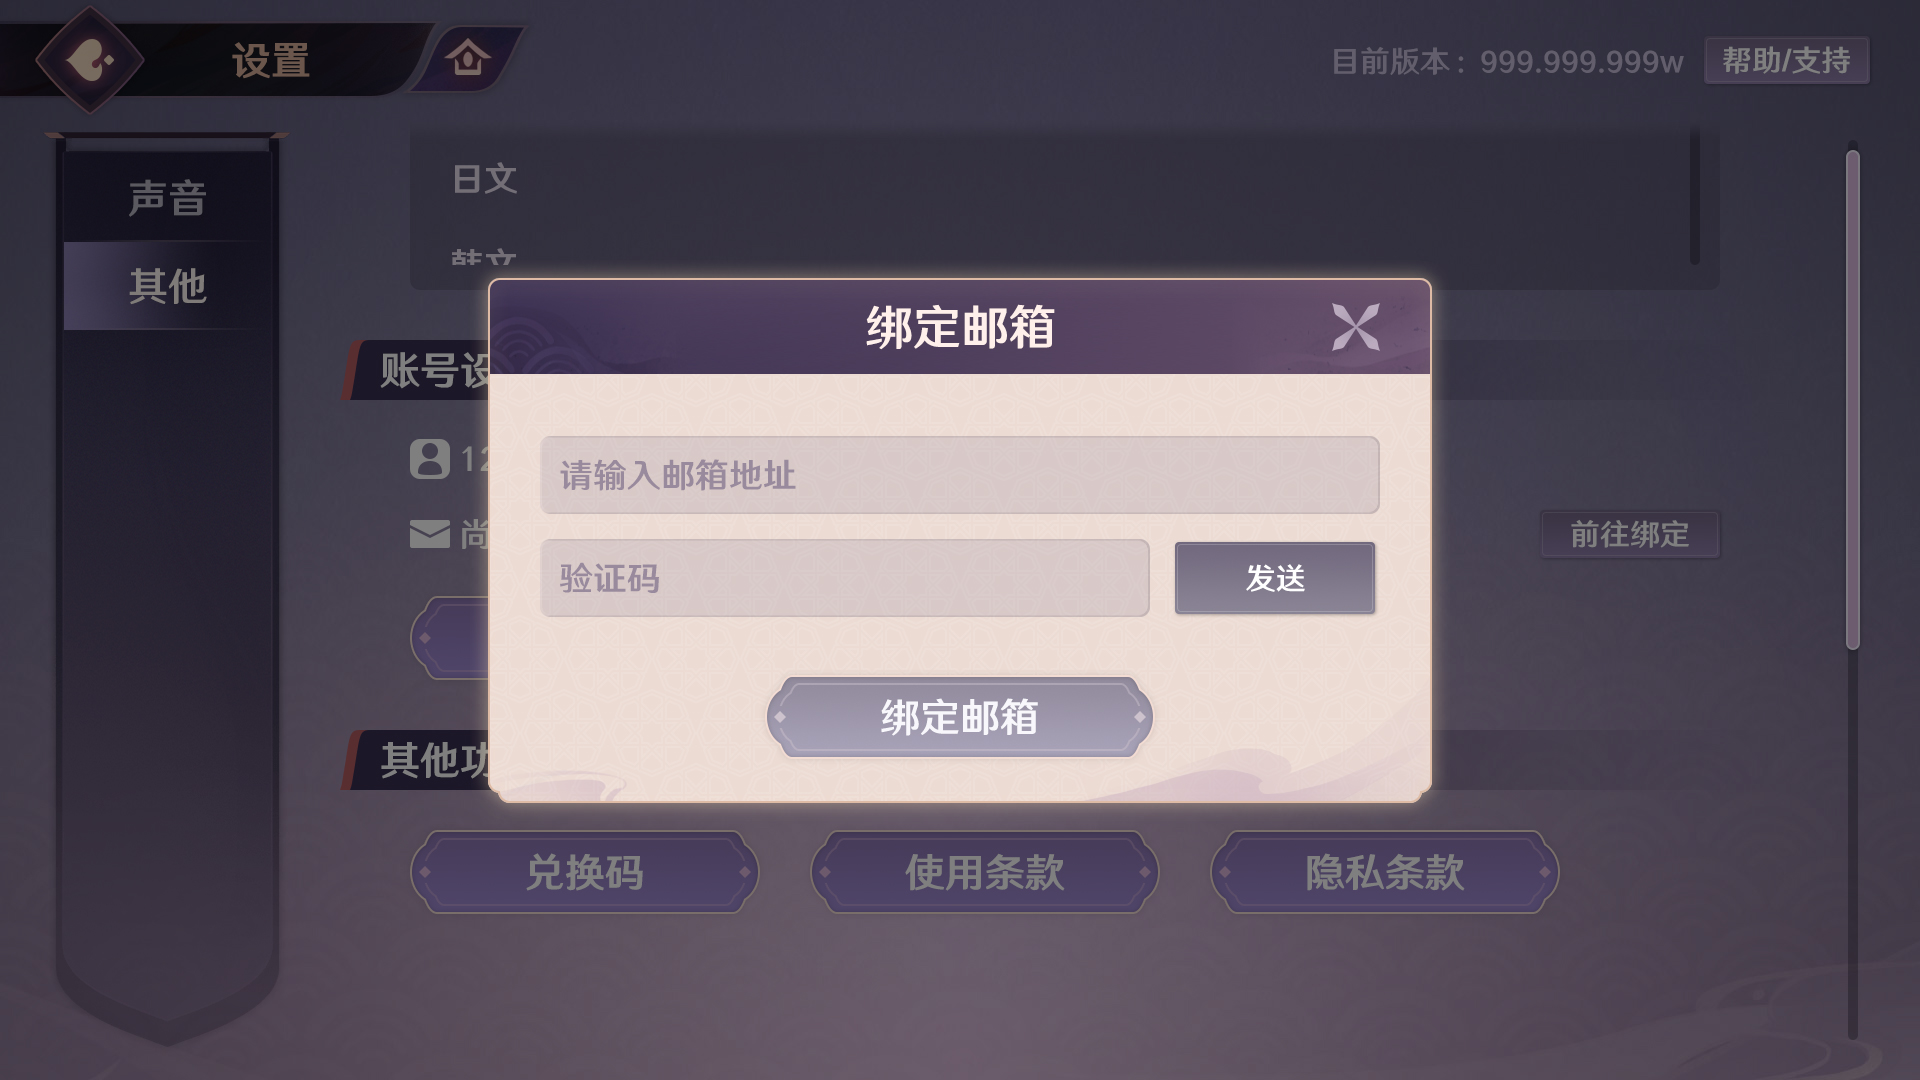 设置
目前版本：999.999.999w
帮助/支持
声音
其他
日文
韩文
账号设
12
尚
前往绑定
绑定邮箱
请输入邮箱地址
验证码
发送
绑定邮箱
其他功
兑换码
使用条款
隐私条款